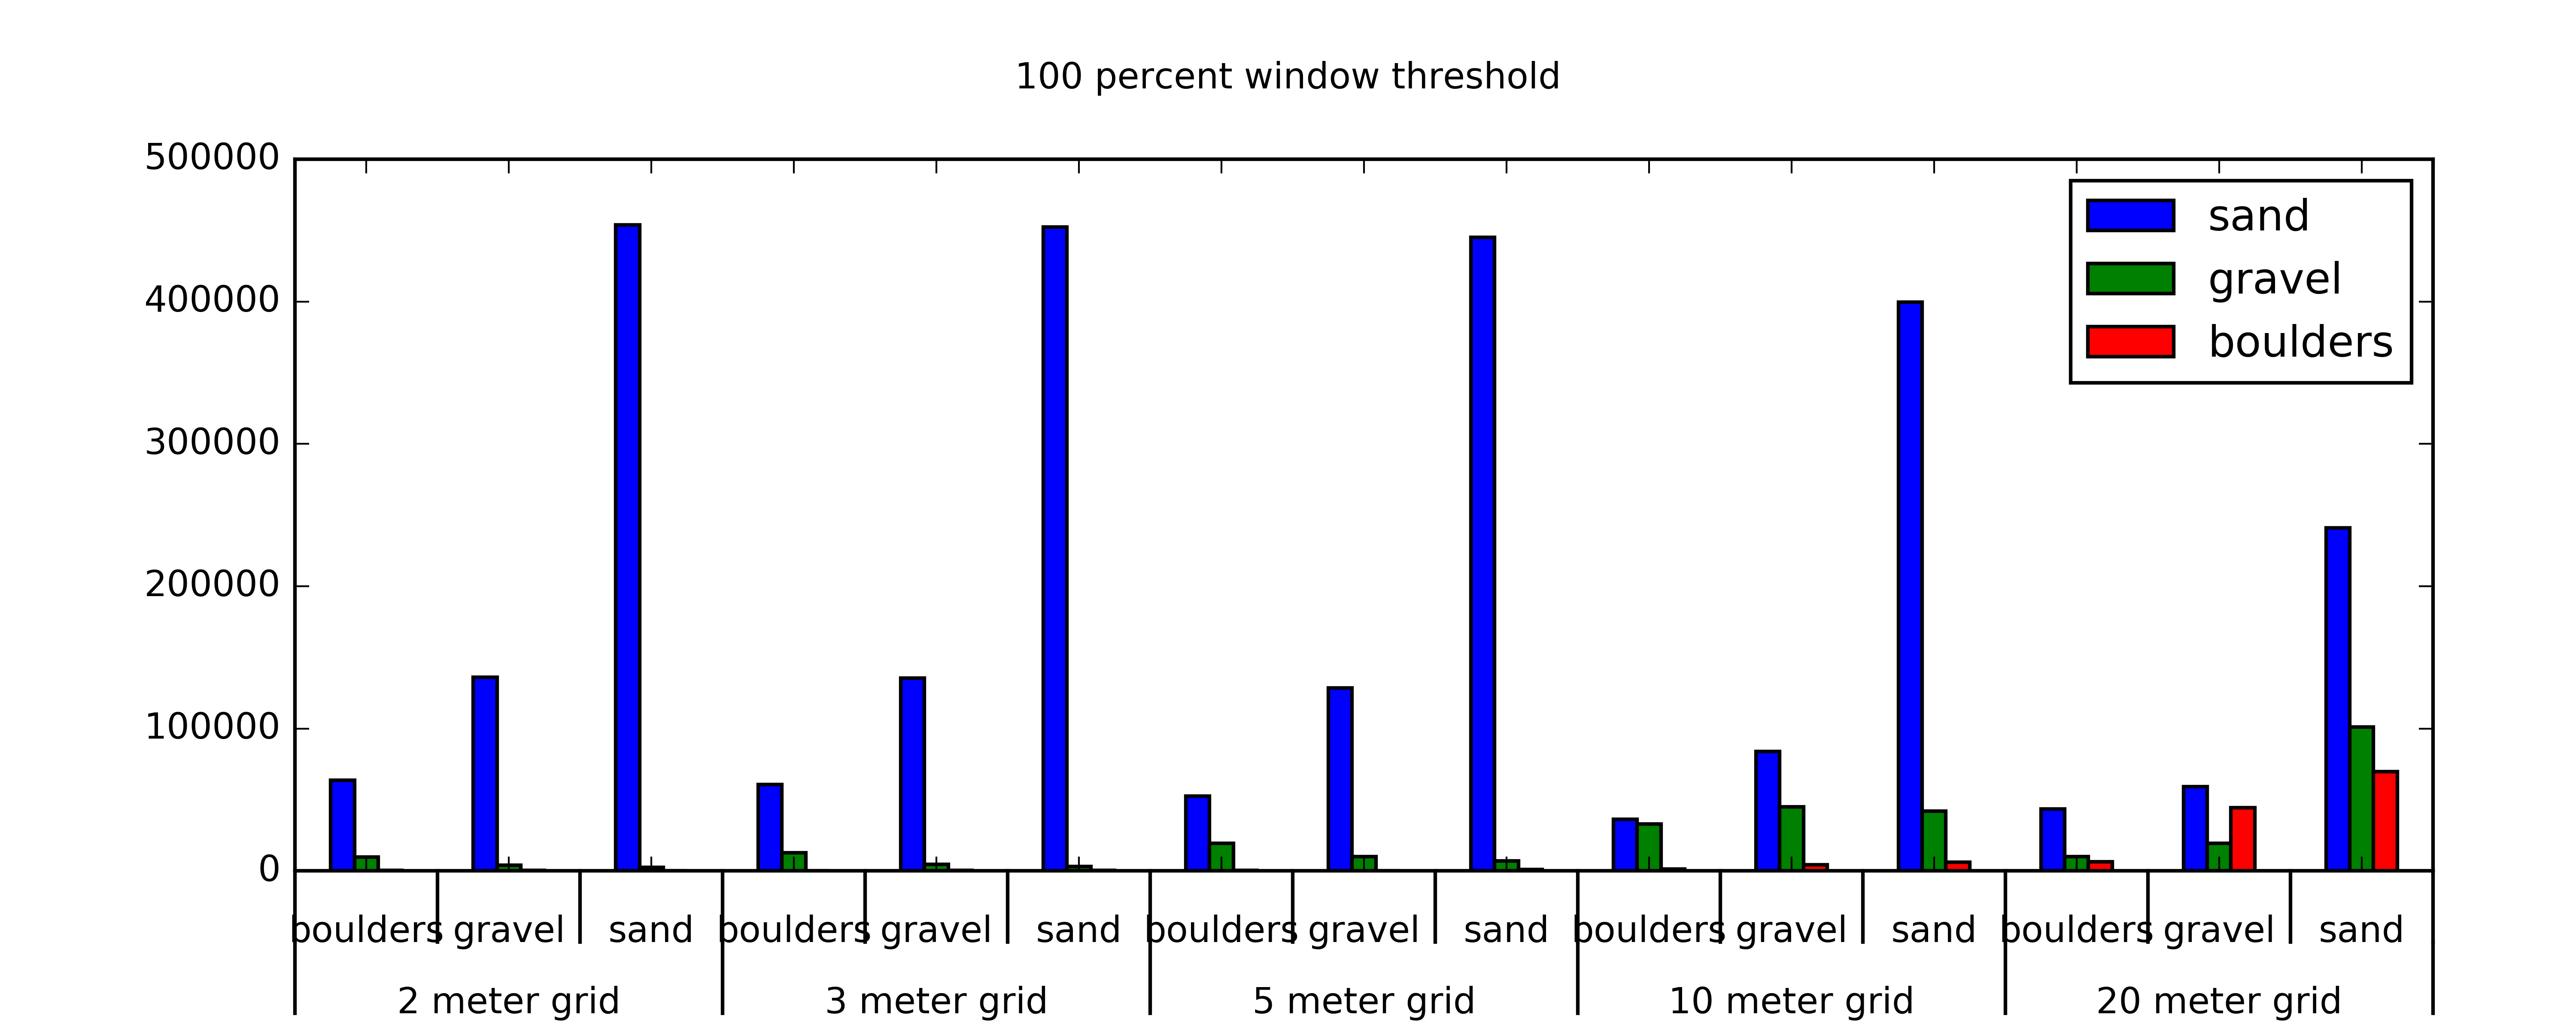 100 percent window threshold
500000
400000
300000
200000
100000
0
sand
gravel
boulders
boulders gravel sand boulders gravel sand boulders gravel sand boulders gravel sand boulders gravel sand
2 meter grid 3 meter grid 5 meter grid 10 meter grid 20 meter grid